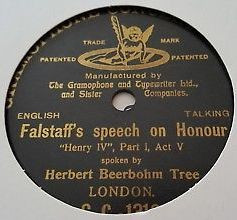 TRADE MARK
PATENTED PATENTED
Manufactured by
The Gramophone and Typewriter Ltd.,
and Sister Companies.
ENGLISH TALKING
Falstaff's speech on Honour
"Henry IV", Part I, Act V
spoken by
Herbert Beerbohm Tree
LONDON.